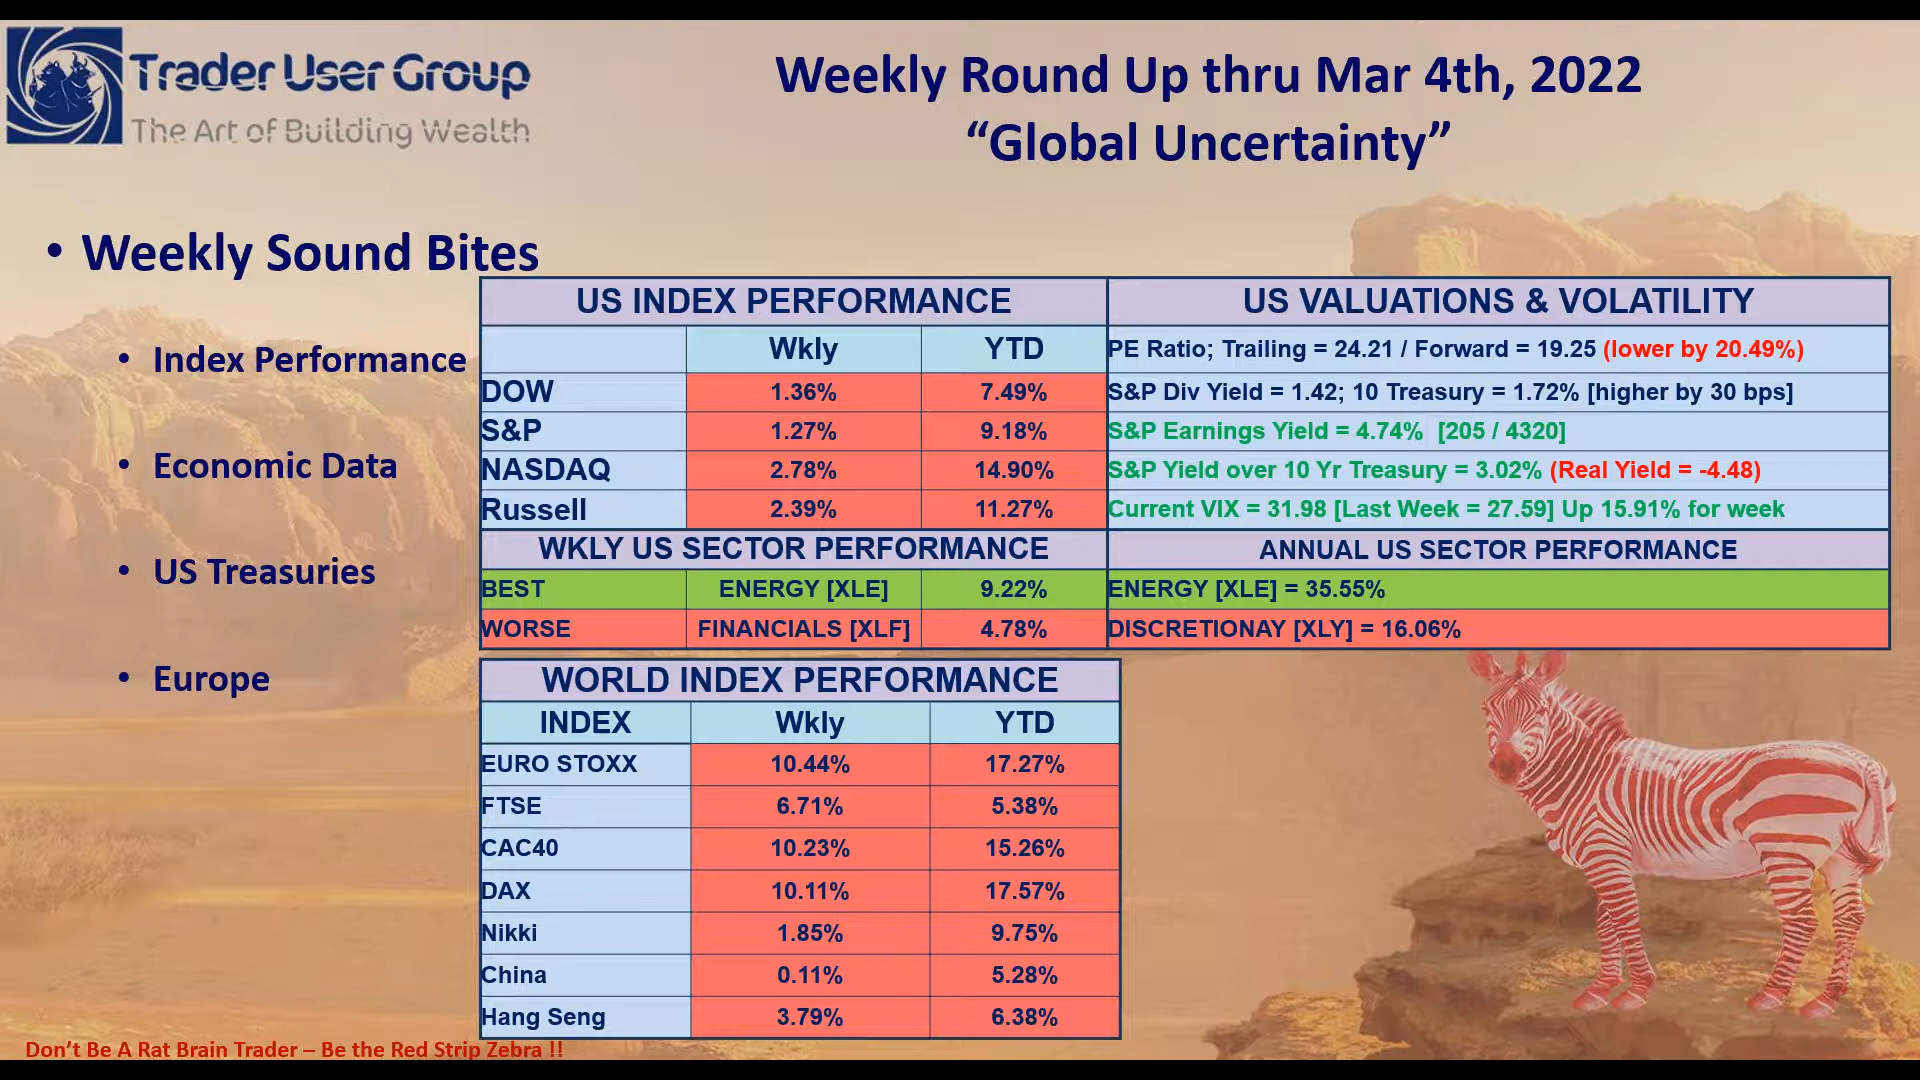 Trader User Group
The Art of Building Wealth
Weekly Round Up thru Mar 4th, 2022
“Global Uncertainty”
• Weekly Sound Bites
• Index Performance
• Economic Data
• US Treasuries
• Europe
US INDEX PERFORMANCE US VALUATIONS & VOLATILITY
Wkly YTD PE Ratio; Trailing = 24.21 / Forward = 19.25 (lower by 20.49%)
DOW 1.36% 7.49% S&P Div Yield = 1.42; 10 Treasury = 1.72% [higher by 30 bps]
S&P 1.27% 9.18% S&P Earnings Yield = 4.74% [205 / 4320]
NASDAQ 2.78% 14.90% S&P Yield over 10 Yr Treasury = 3.02% (Real Yield = -4.48)
Russell 2.39% 11.27% Current VIX = 31.98 [Last Week = 27.59] Up 15.91% for week
WKLY US SECTOR PERFORMANCE ANNUAL US SECTOR PERFORMANCE
BEST ENERGY [XLE] 9.22% ENERGY [XLE] = 35.55%
WORSE FINANCIALS [XLF] 4.78% DISCRETIONAY [XLY] = 16.06%
WORLD INDEX PERFORMANCE
INDEX Wkly YTD
EURO STOXX 10.44% 17.27%
FTSE 6.71% 5.38%
CAC40 10.23% 15.26%
DAX 10.11% 17.57%
Nikki 1.85% 9.75%
China 0.11% 5.28%
Hang Seng 3.79% 6.38%
Don’t Be A Rat Brain Trader – Be the Red Strip Zebra !!